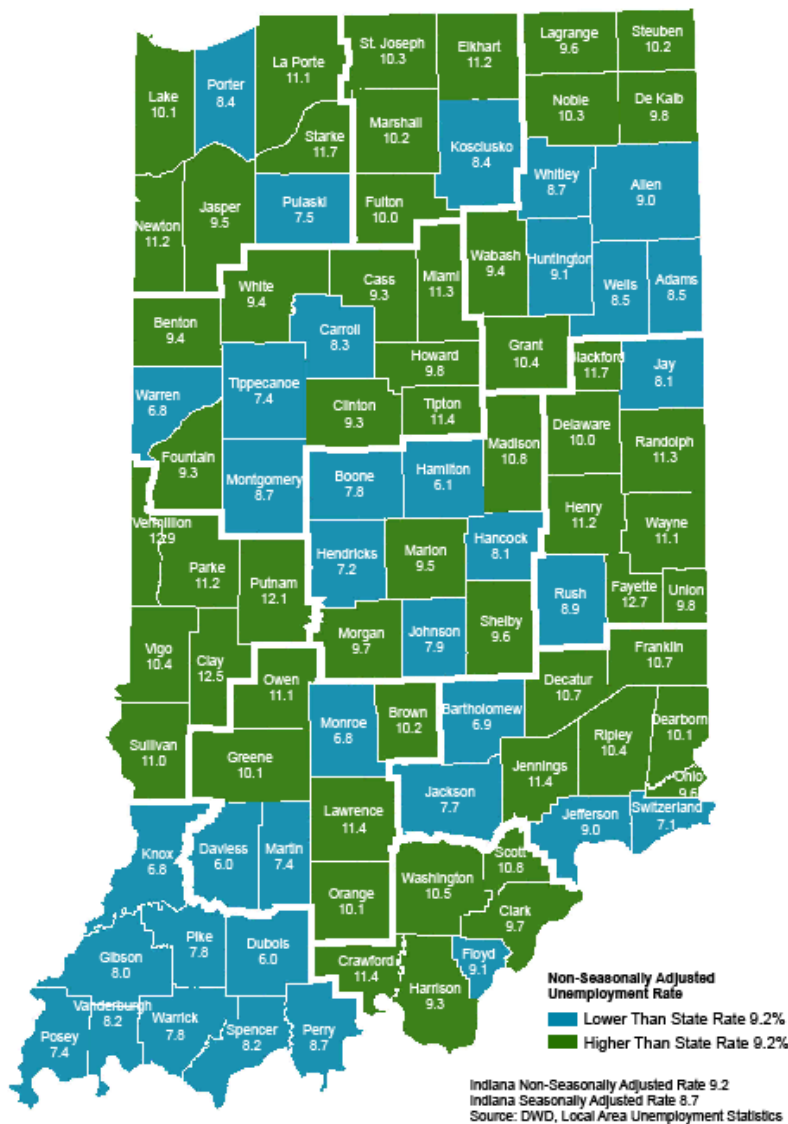 Lagrange
9.6
Steuben
10.2
St. Joseph
10.3
Elkhart
11.2
La Porte
11.1
Porter
8.4
Lake
10.1
Noble
10.3
De Kalb
9.8
Marshall
10.2
Starke
11.7
Kosciusko
8.4
Whitley
8.7
Allen
9.0
Pulaski
7.5
Fulton
10.0
Jasper
9.5
Newton
11.2
Wabash
9.4
Huntington
9.1
Miami
11.3
Cass
9.3
White
9.4
Wells
8.5
Adams
8.5
Benton
9.4
Carroll
8.3
Howard
9.8
Grant
10.4
Blackford
11.7
Jay
8.1
Warren
6.8
Tippecanoe
7.4
Clinton
9.3
Tipton
11.4
Madison
10.8
Delaware
10.0
Randolph
11.3
Fountain
9.3
Montgomery
8.7
Boone
7.8
Hamilton
6.1
Henry
11.2
Wayne
11.1
Vermillion
12.9
Parke
11.2
Putnam
12.1
Hendricks
7.2
Marion
9.5
Hancock
8.1
Rush
8.9
Fayette
12.7
Union
9.8
Vigo
10.4
Clay
12.5
Morgan
9.7
Johnson
7.9
Shelby
9.6
Franklin
10.7
Owen
11.1
Decatur
10.7
Monroe
6.8
Brown
10.2
Bartholomew
6.9
Dearborn
10.1
Ripley
10.4
Sullivan
11.0
Greene
10.1
Jennings
11.4
Ohio
9.6
Jackson
7.7
Lawrence
11.4
Jefferson
9.0
Switzerland
7.1
Knox
6.8
Daviess
6.0
Martin
7.4
Scott
10.8
Washington
10.5
Orange
10.1
Clark
9.7
Pike
7.8
Dubois
6.0
Gibson
8.0
Crawford
11.4
Floyd
9.1
Harrison
9.3
Posey
7.4
Vanderburgh
8.2
Warrick
7.8
Spencer
8.2
Perry
8.7
Non-Seasonally Adjusted
Unemployment Rate
Lower Than State Rate 9.2%
Higher Than State Rate 9.2%
Indiana Non-Seasonally Adjusted Rate 9.2
Indiana Seasonally Adjusted Rate 8.7
Source: DWD, Local Area Unemployment Statistics